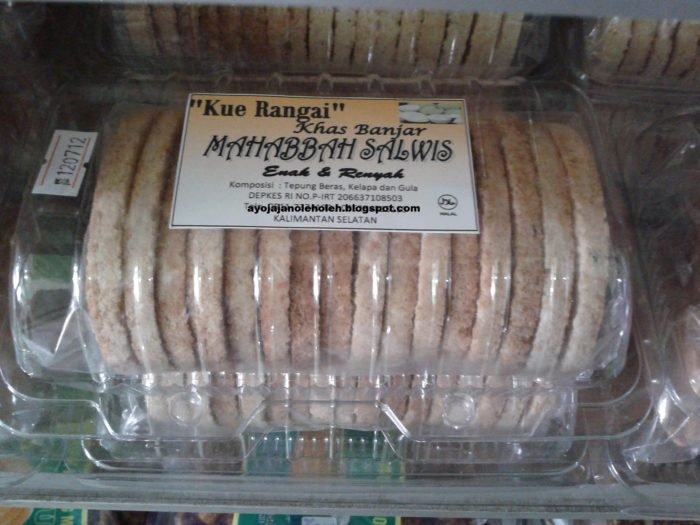 "Kue Rangai"
Khas Banjar
MAHABBAH SALWIS
Enak & Renyah
Komposisi : Tepung Beras, Kelapa dan Gula
DEPKES RI NO.P-IRT 206637108503
ayojajanoleholeh.blogspot.com
KALIMANTAN SELATAN
HALAL
120712